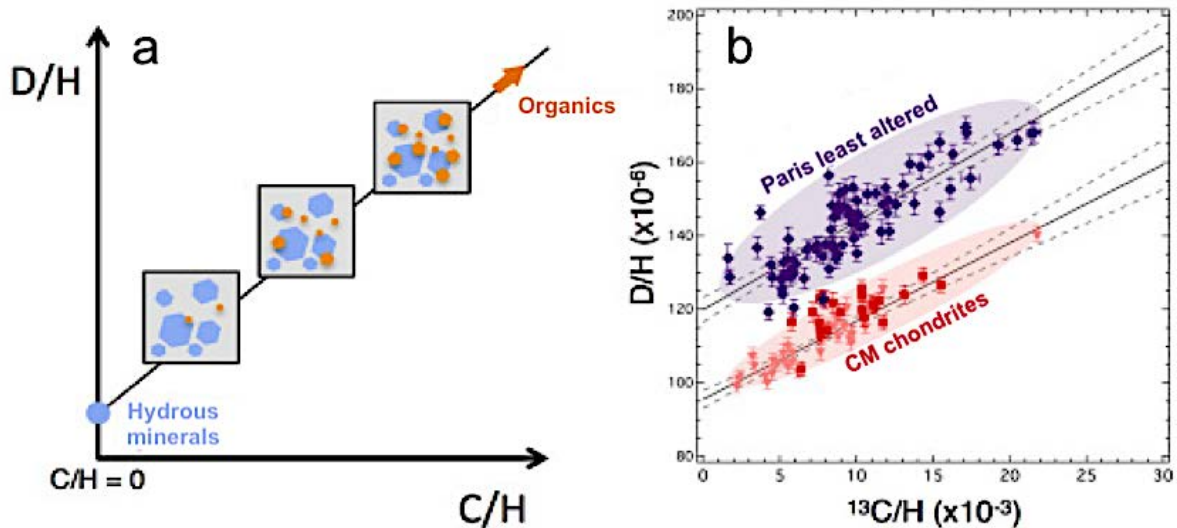 a
D/H
Organics
Hydrous
minerals
C/H = 0
C/H
b
200
180
160
140
120
100
80
D/H (x10⁻⁶)
Paris least altered
CM chondrites
0
5
10
15
20
25
30
¹³C/H (x10⁻³)